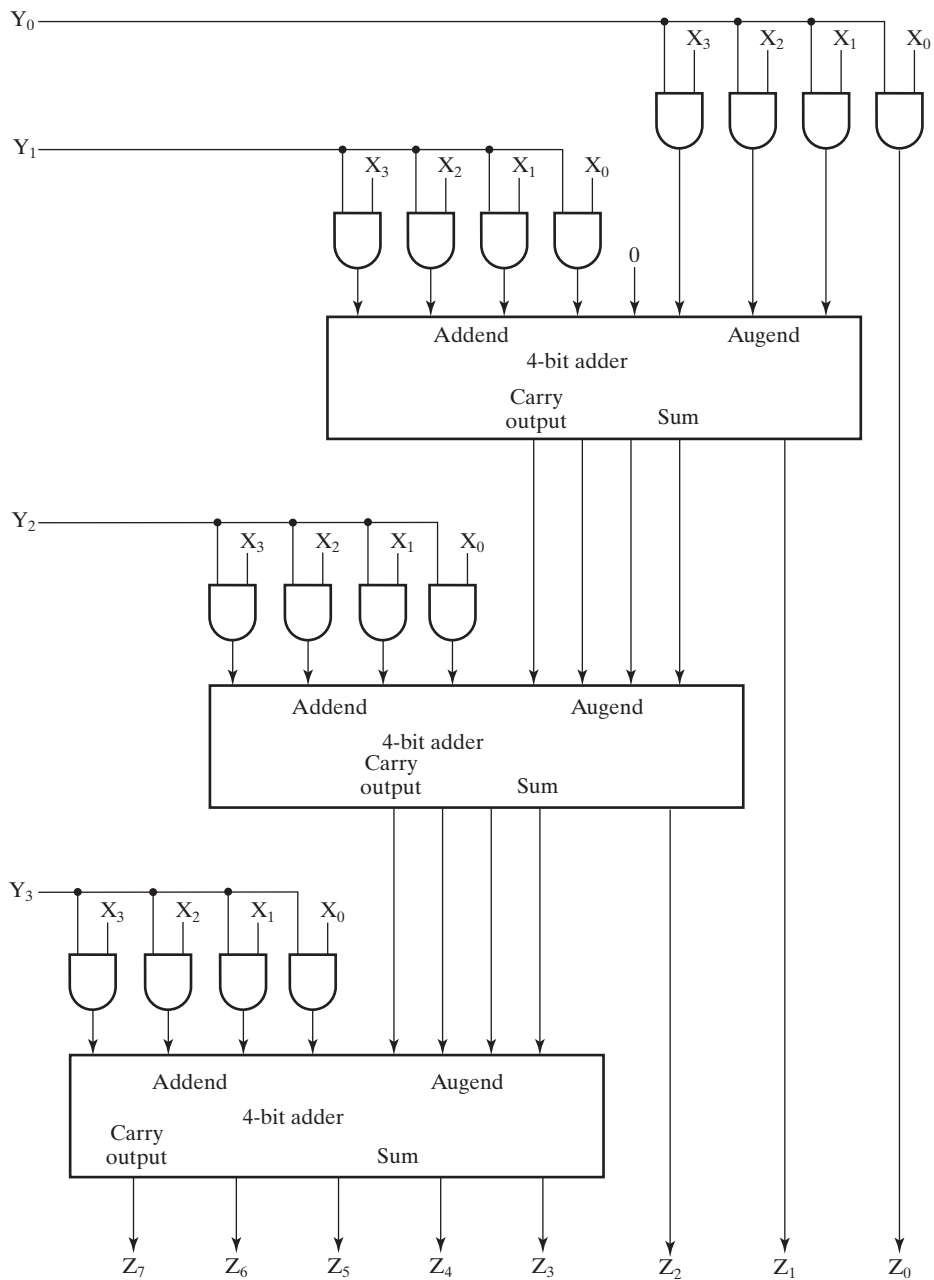 Y₀
X₃ X₂ X₁ X₀
Y₁
X₃ X₂ X₁ X₀
0
Addend Augend
4-bit adder
Carry
output Sum
Y₂
X₃ X₂ X₁ X₀
Addend Augend
4-bit adder
Carry
output Sum
Y₃
X₃ X₂ X₁ X₀
Addend Augend
4-bit adder
Carry
output Sum
Z₇ Z₆ Z₅ Z₄ Z₃ Z₂ Z₁ Z₀